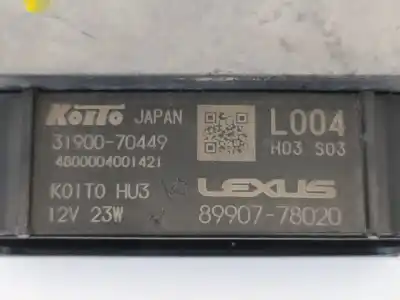 KOITO JAPAN
31900-70449
4800004001421
L004
H03 S03
KOITO HU3
12V 23W
LEXUS
89907-78020